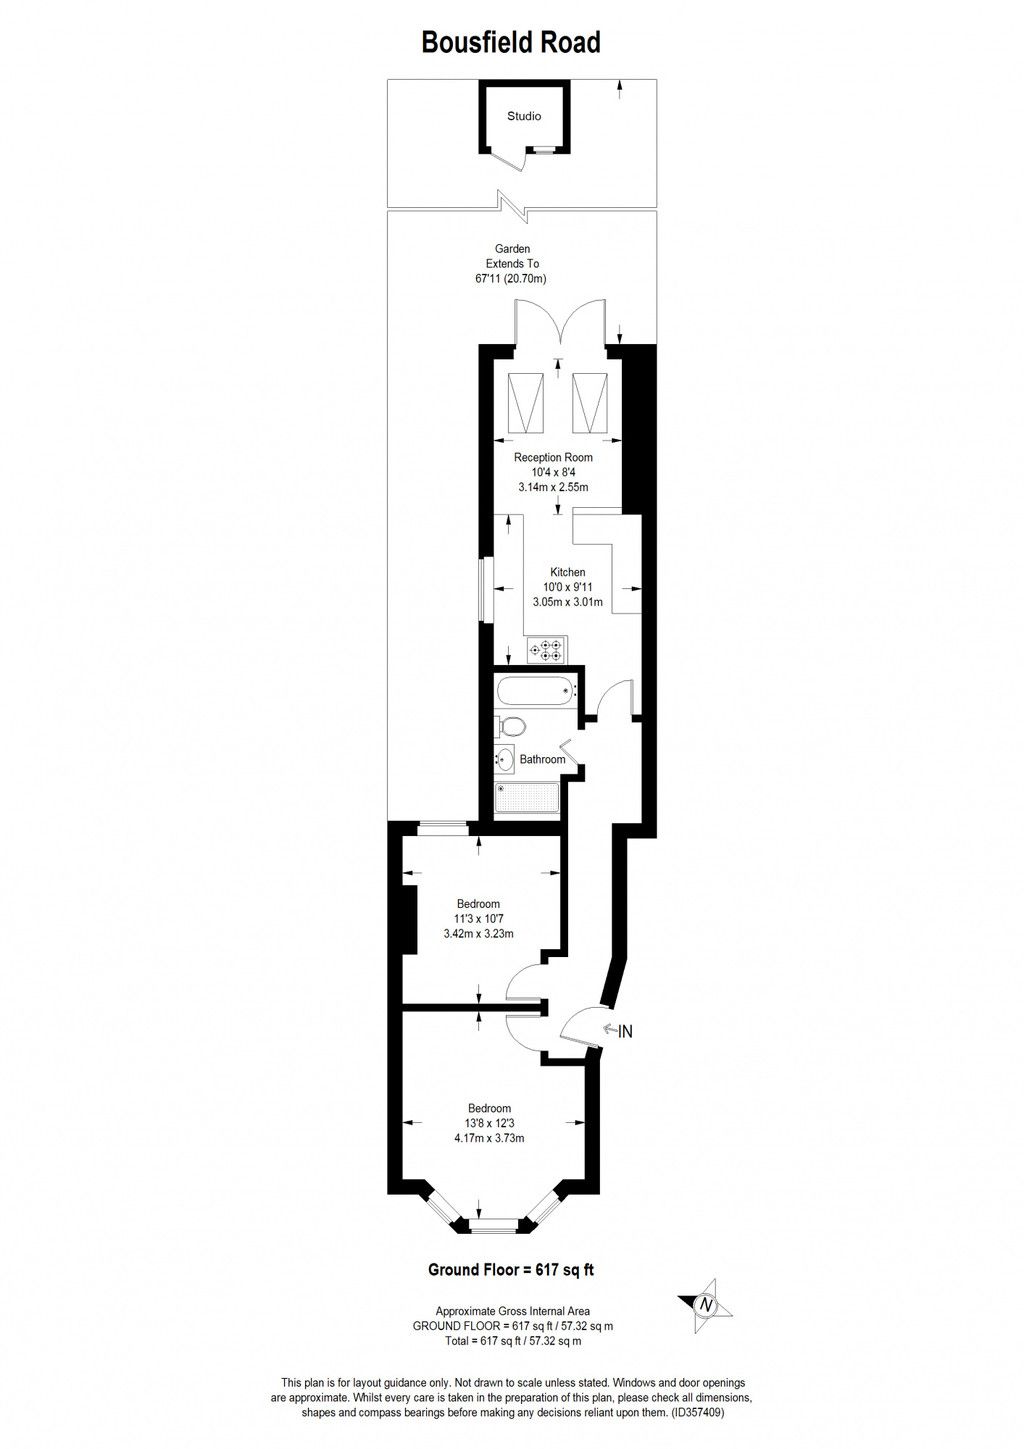 Bousfield Road
Studio
Garden
Extends To
67'11 (20.70m)
Reception Room
10'4 x 8'4
3.14m x 2.55m
Kitchen
10'0 x 9'11
3.05m x 3.01m
Bathroom
Bedroom
11'3 x 10'7
3.42m x 3.23m
IN
Bedroom
13'8 x 12'3
4.17m x 3.73m
Ground Floor = 617 sq ft
N
Approximate Gross Internal Area
GROUND FLOOR = 617 sq ft / 57.32 sq m
Total = 617 sq ft / 57.32 sq m
This plan is for layout guidance only. Not drawn to scale unless stated. Windows and door openings
are approximate. Whilst every care is taken in the preparation of this plan, please check all dimensions,
shapes and compass bearings before making any decisions reliant upon them. (ID357409)